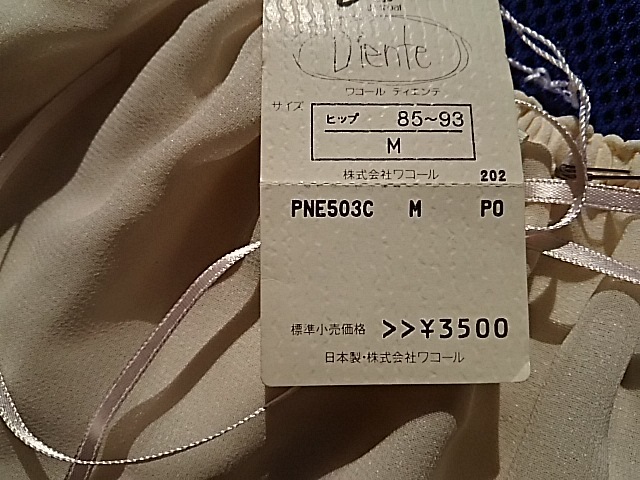 Diente
ワコール ディエンテ
サイズ
ヒップ 85~93
M
株式会社ワコール 202
PNE503C M PO
標準小売価格 >>¥3500
日本製・株式会社ワコール